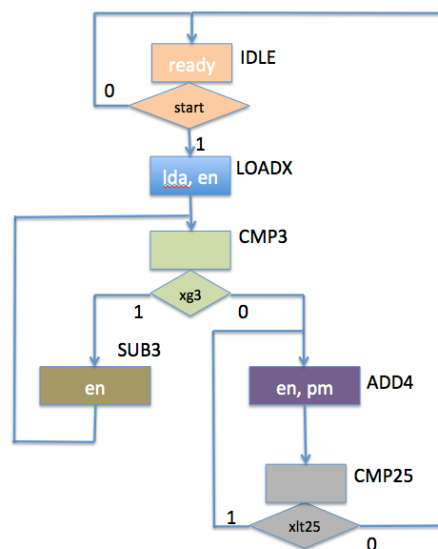 IDLE
ready
0
start
1
LOADX
lda, en
CMP3
xg3
1
0
SUB3
en
ADD4
en, pm
CMP25
1
xlt25
0